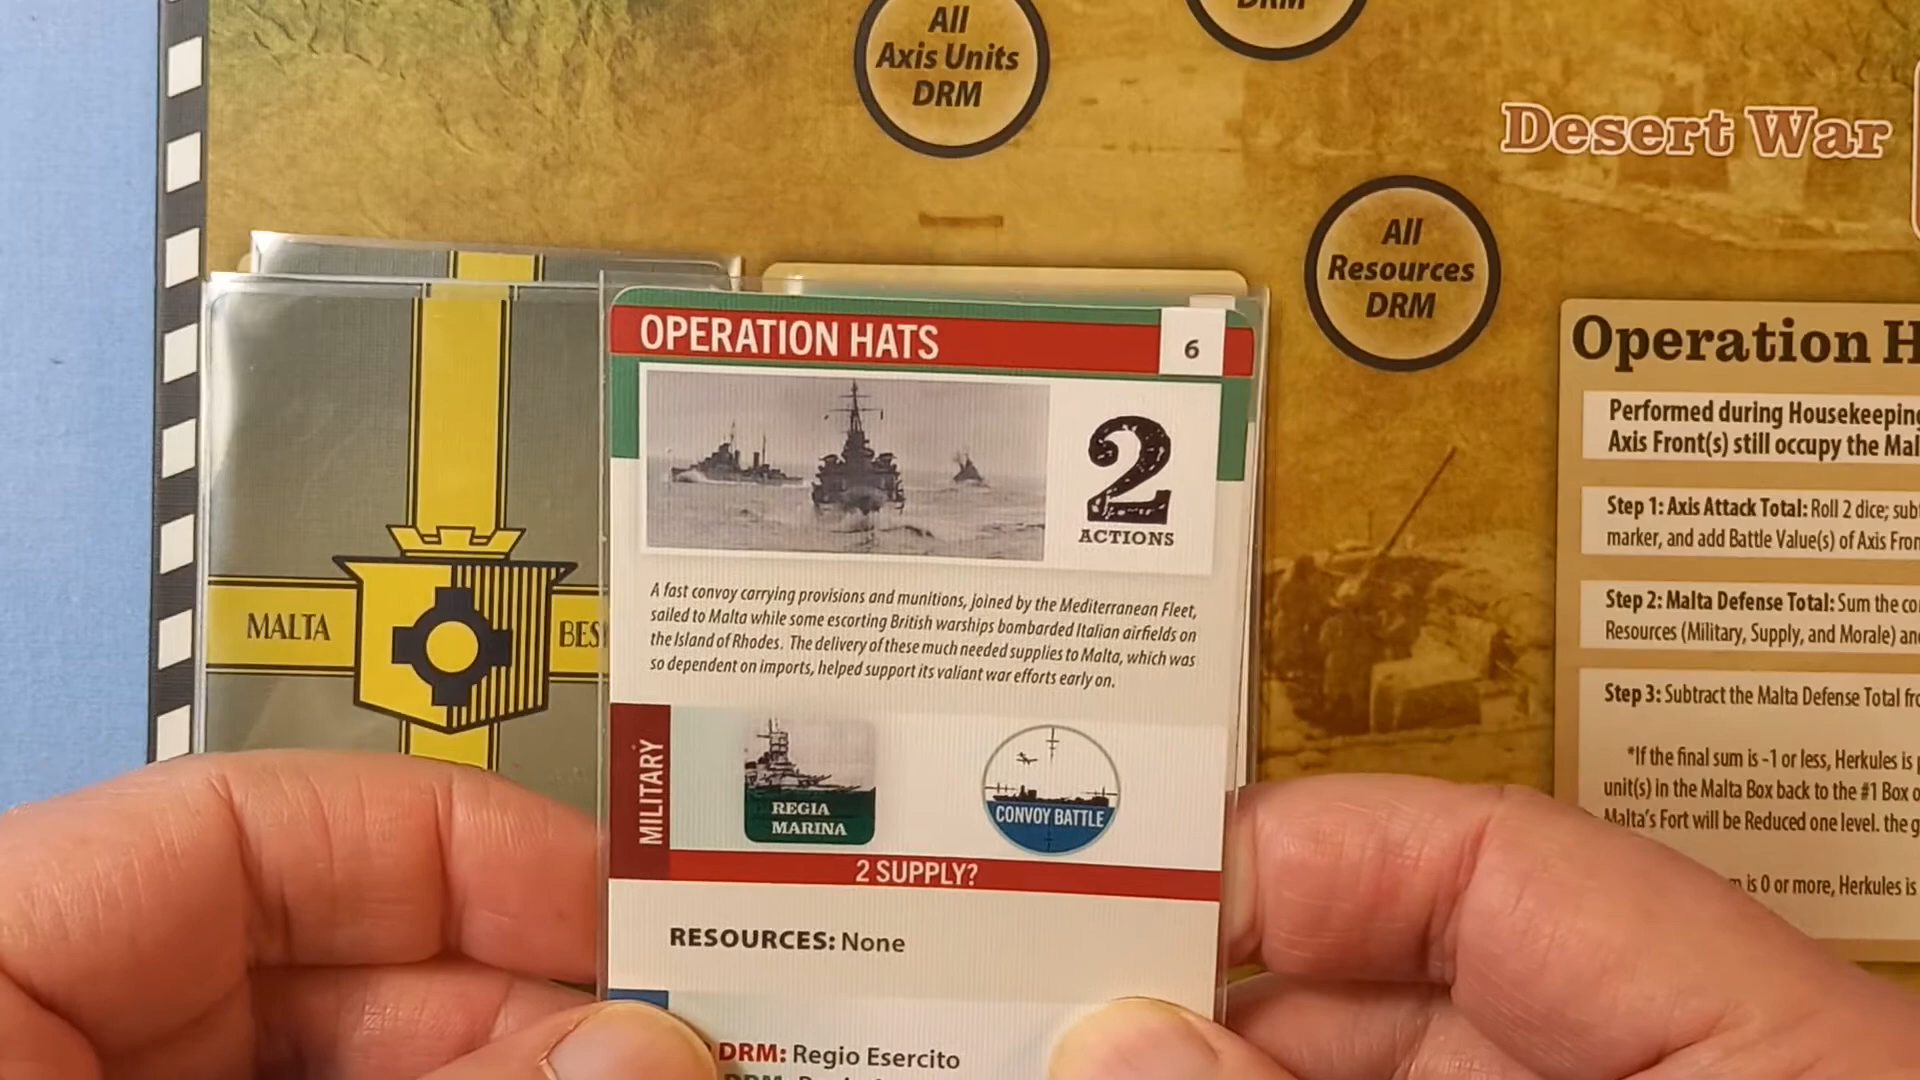 All
Axis Units
DRM
DRM
Desert War
All
Resources
DRM
MALTA
BES
OPERATION HATS
6
2
ACTIONS
A fast convoy carrying provisions and munitions, joined by the Mediterranean Fleet,
sailed to Malta while some escorting British warships bombarded Italian airfields on
the Island of Rhodes. The delivery of these much needed supplies to Malta, which was
so dependent on imports, helped support its valiant war efforts early on.
MILITARY
REGIA
MARINA
CONVOY BATTLE
2 SUPPLY?
RESOURCES: None
DRM: Regio Esercito
Operation H
Performed during Housekeeping
Axis Front(s) still occupy the Mal
Step 1: Axis Attack Total: Roll 2 dice; sub
marker, and add Battle Value(s) of Axis Fron
Step 2: Malta Defense Total: Sum the co
Resources (Military, Supply, and Morale) an
Step 3: Subtract the Malta Defense Total fr
*If the final sum is -1 or less, Herkules is
unit(s) in the Malta Box back to the #1 Box o
Malta's Fort will be Reduced one level. the g
is 0 or more, Herkules is